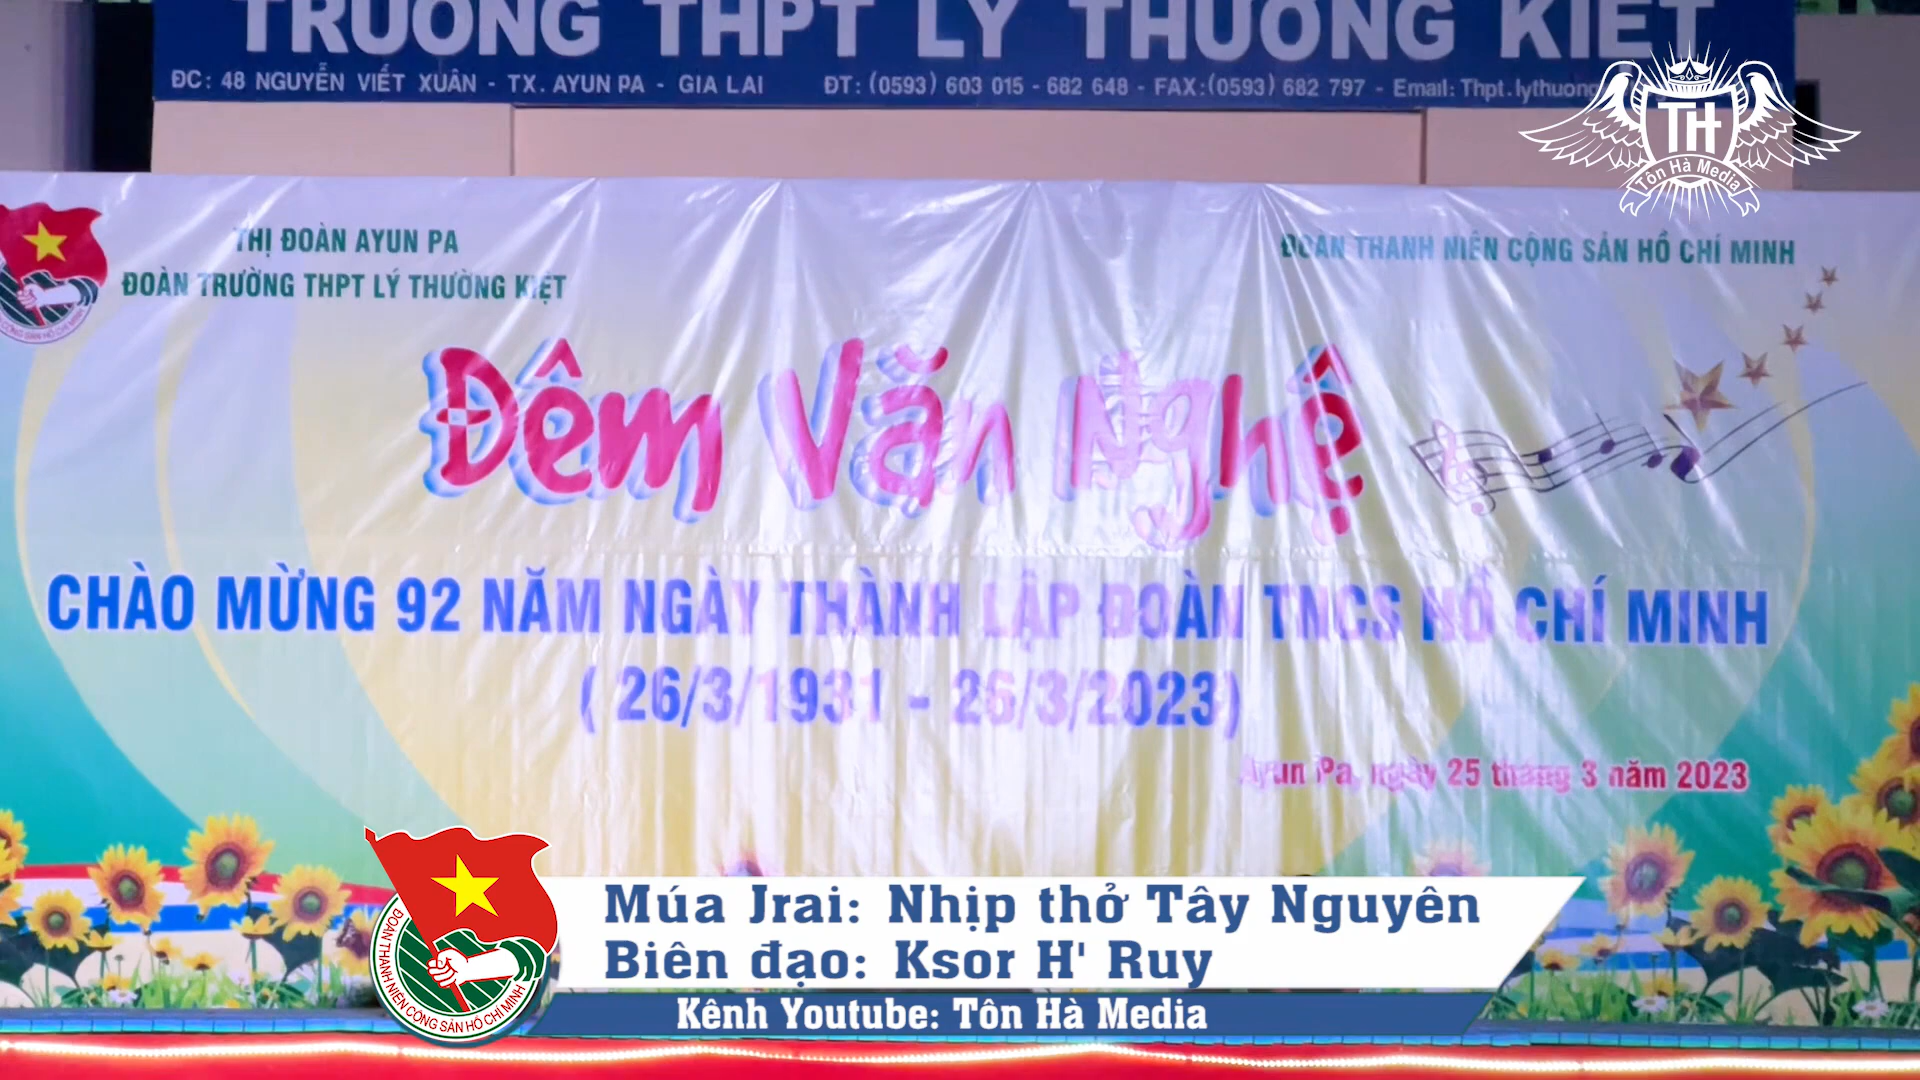 TRƯỜNG THPT LÝ THƯỜNG KIỆT
ĐC: 48 NGUYỄN VIẾT XUÂN - TX. AYUN PA - GIA LAI ĐT: (0593) 603 015 - 682 648 - FAX:(0593) 682 797 - Email: Thpt.lythuong
TH
Tôn Hà Media
THỊ ĐOÀN AYUN PA
ĐOÀN TRƯỜNG THPT LÝ THƯỜNG KIỆT
ĐOÀN THANH NIÊN CỘNG SẢN HỒ CHÍ MINH
CỘNG SẢN HỒ CHÍ MINH
Đêm Văn Nghệ
CHÀO MỪNG 92 NĂM NGÀY THÀNH LẬP ĐOÀN TNCS HỒ CHÍ MINH
( 26/3/1931 - 26/3/2023)
Ayun Pa, ngày 25 tháng 3 năm 2023
ĐOÀN THANH NIÊN CỘNG SẢN HỒ CHÍ MINH
Múa Jrai: Nhịp thở Tây Nguyên
Biên đạo: Ksor H' Ruy
Kênh Youtube: Tôn Hà Media